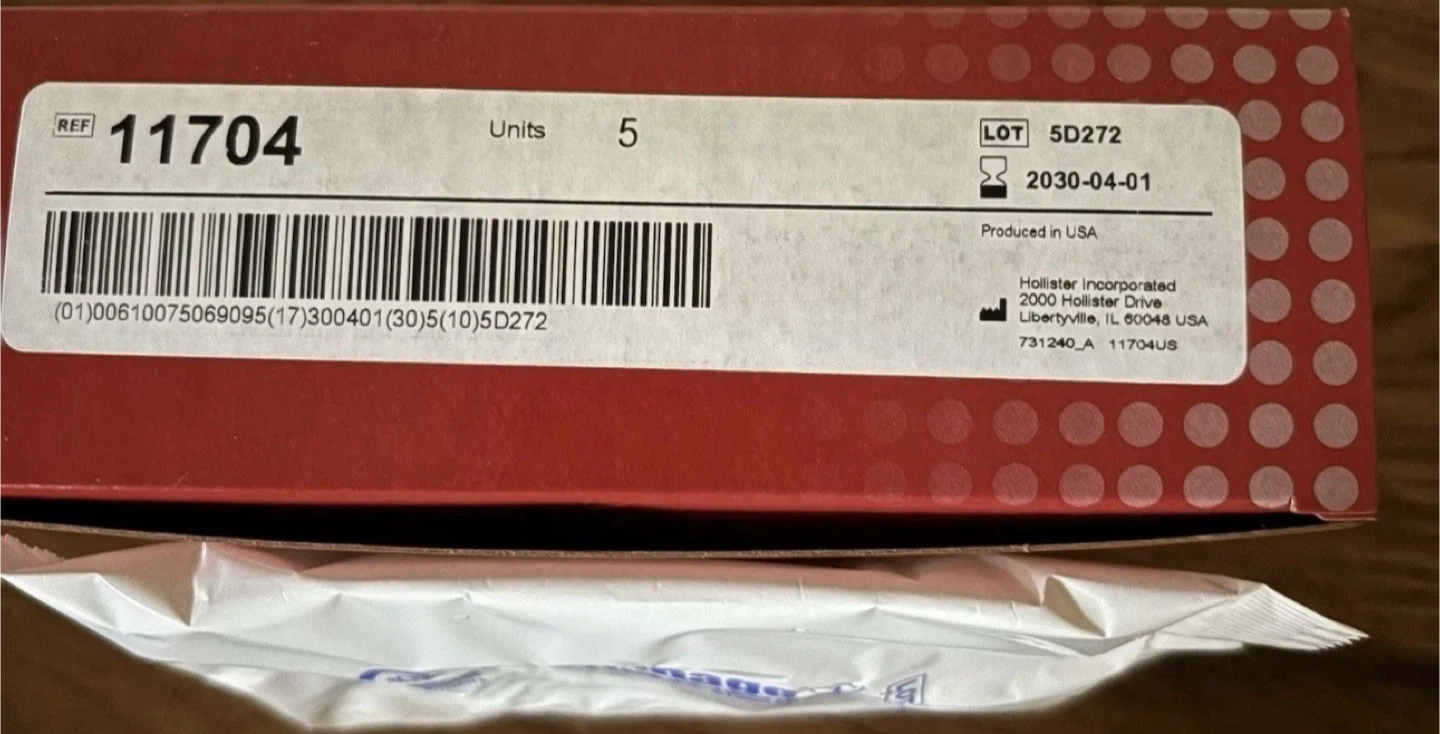 REF 11704 Units 5
LOT 5D272
2030-04-01
(01)00610075069095(17)300401(30)5(10)5D272
Produced in USA
Hollister Incorporated
2000 Hollister Drive
Libertyville, IL 60048 USA
731240_A 11704US